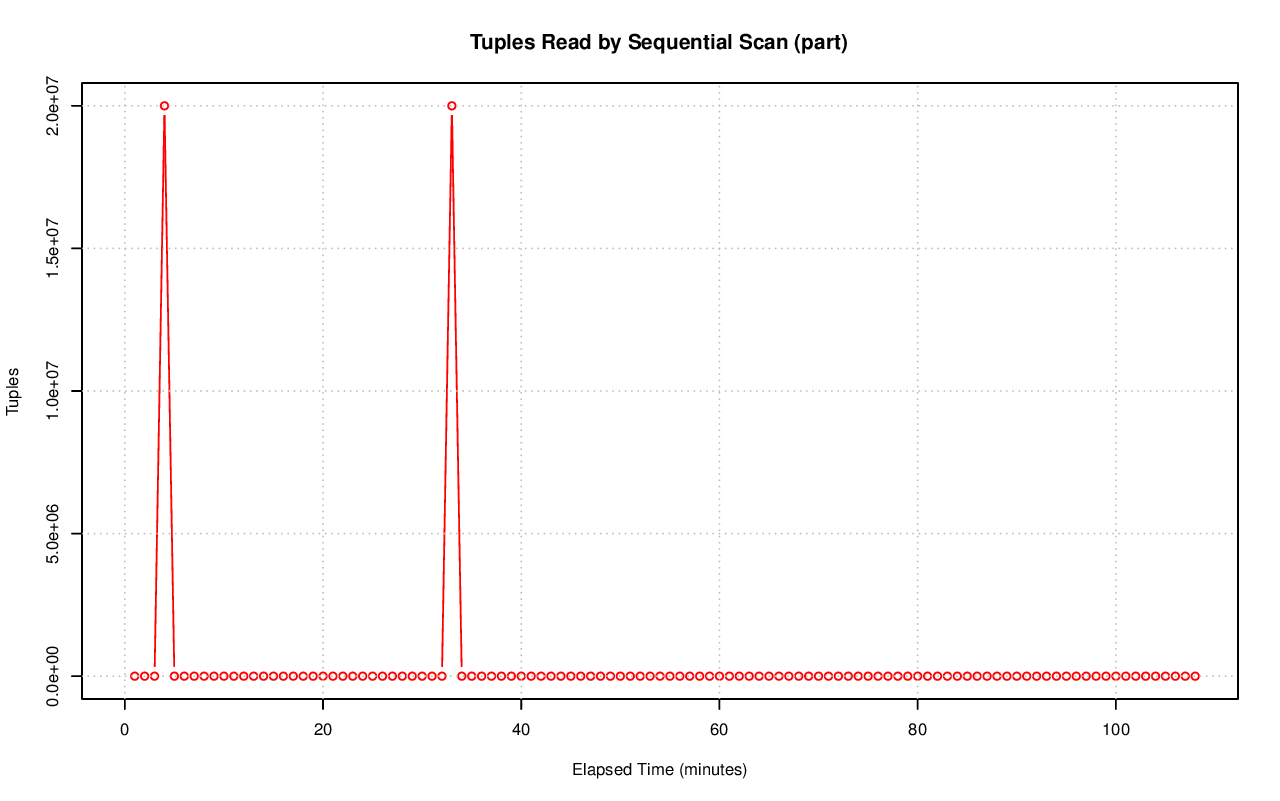 Tuples Read by Sequential Scan (part)
Tuples
2.0e+07
1.5e+07
1.0e+07
5.0e+06
0.0e+00
0 20 40 60 80 100
Elapsed Time (minutes)